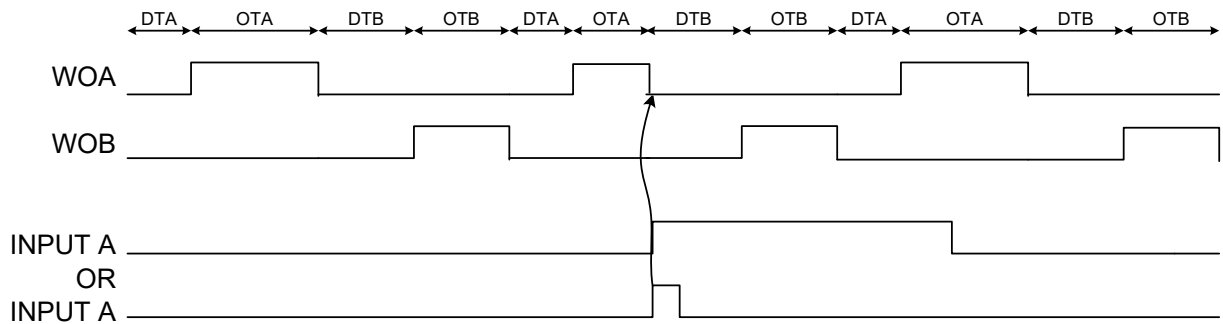 DTA OTA DTB OTB DTA OTA DTB OTB DTA OTA DTB OTB
WOA
WOB
INPUT A
OR
INPUT A